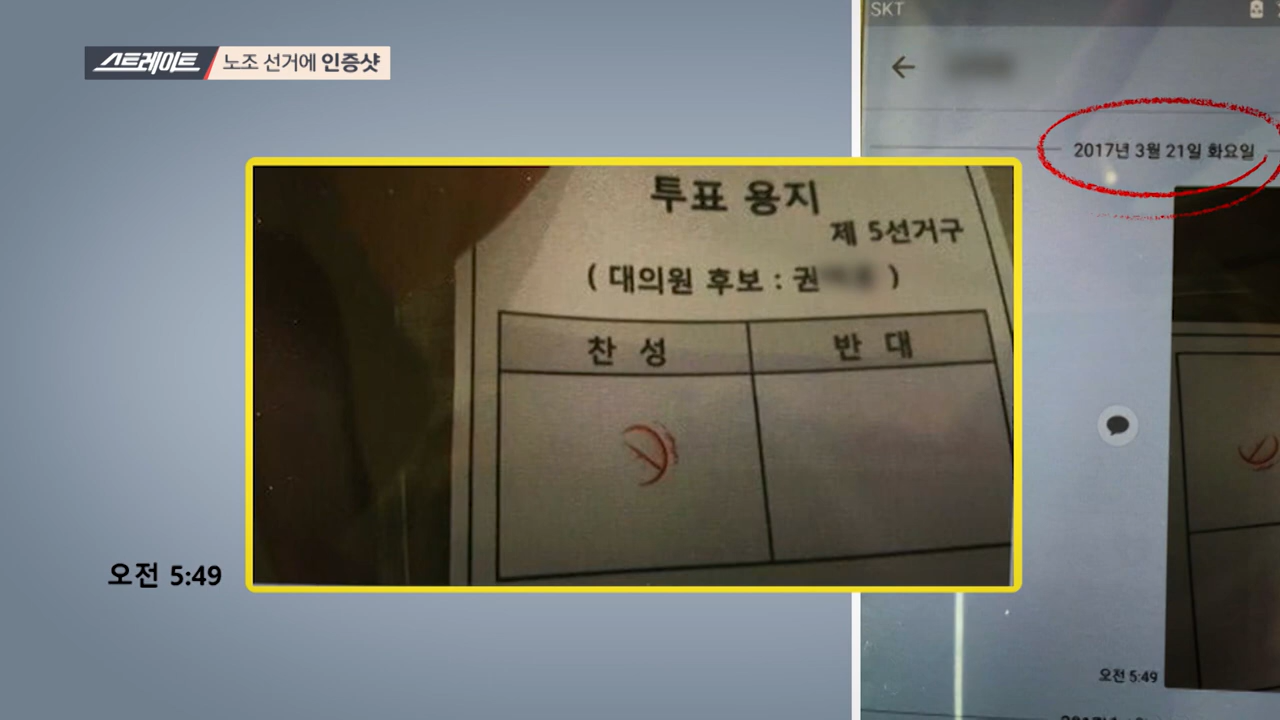 스트레이트 노조 선거에 인증샷
SKT
2017년 3월 21일 화요일
투표 용지
제 5선거구
( 대의원 후보 : 권 )
찬 성 반 대
오전 5:49
오전 5:49